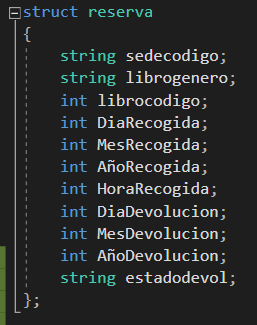 struct reserva
{
string sedecodigo;
string librogenero;
int librocodigo;
int DiaRecogida;
int MesRecogida;
int AñoRecogida;
int HoraRecogida;
int DiaDevolucion;
int MesDevolucion;
int AñoDevolucion;
string estadodevol;
};